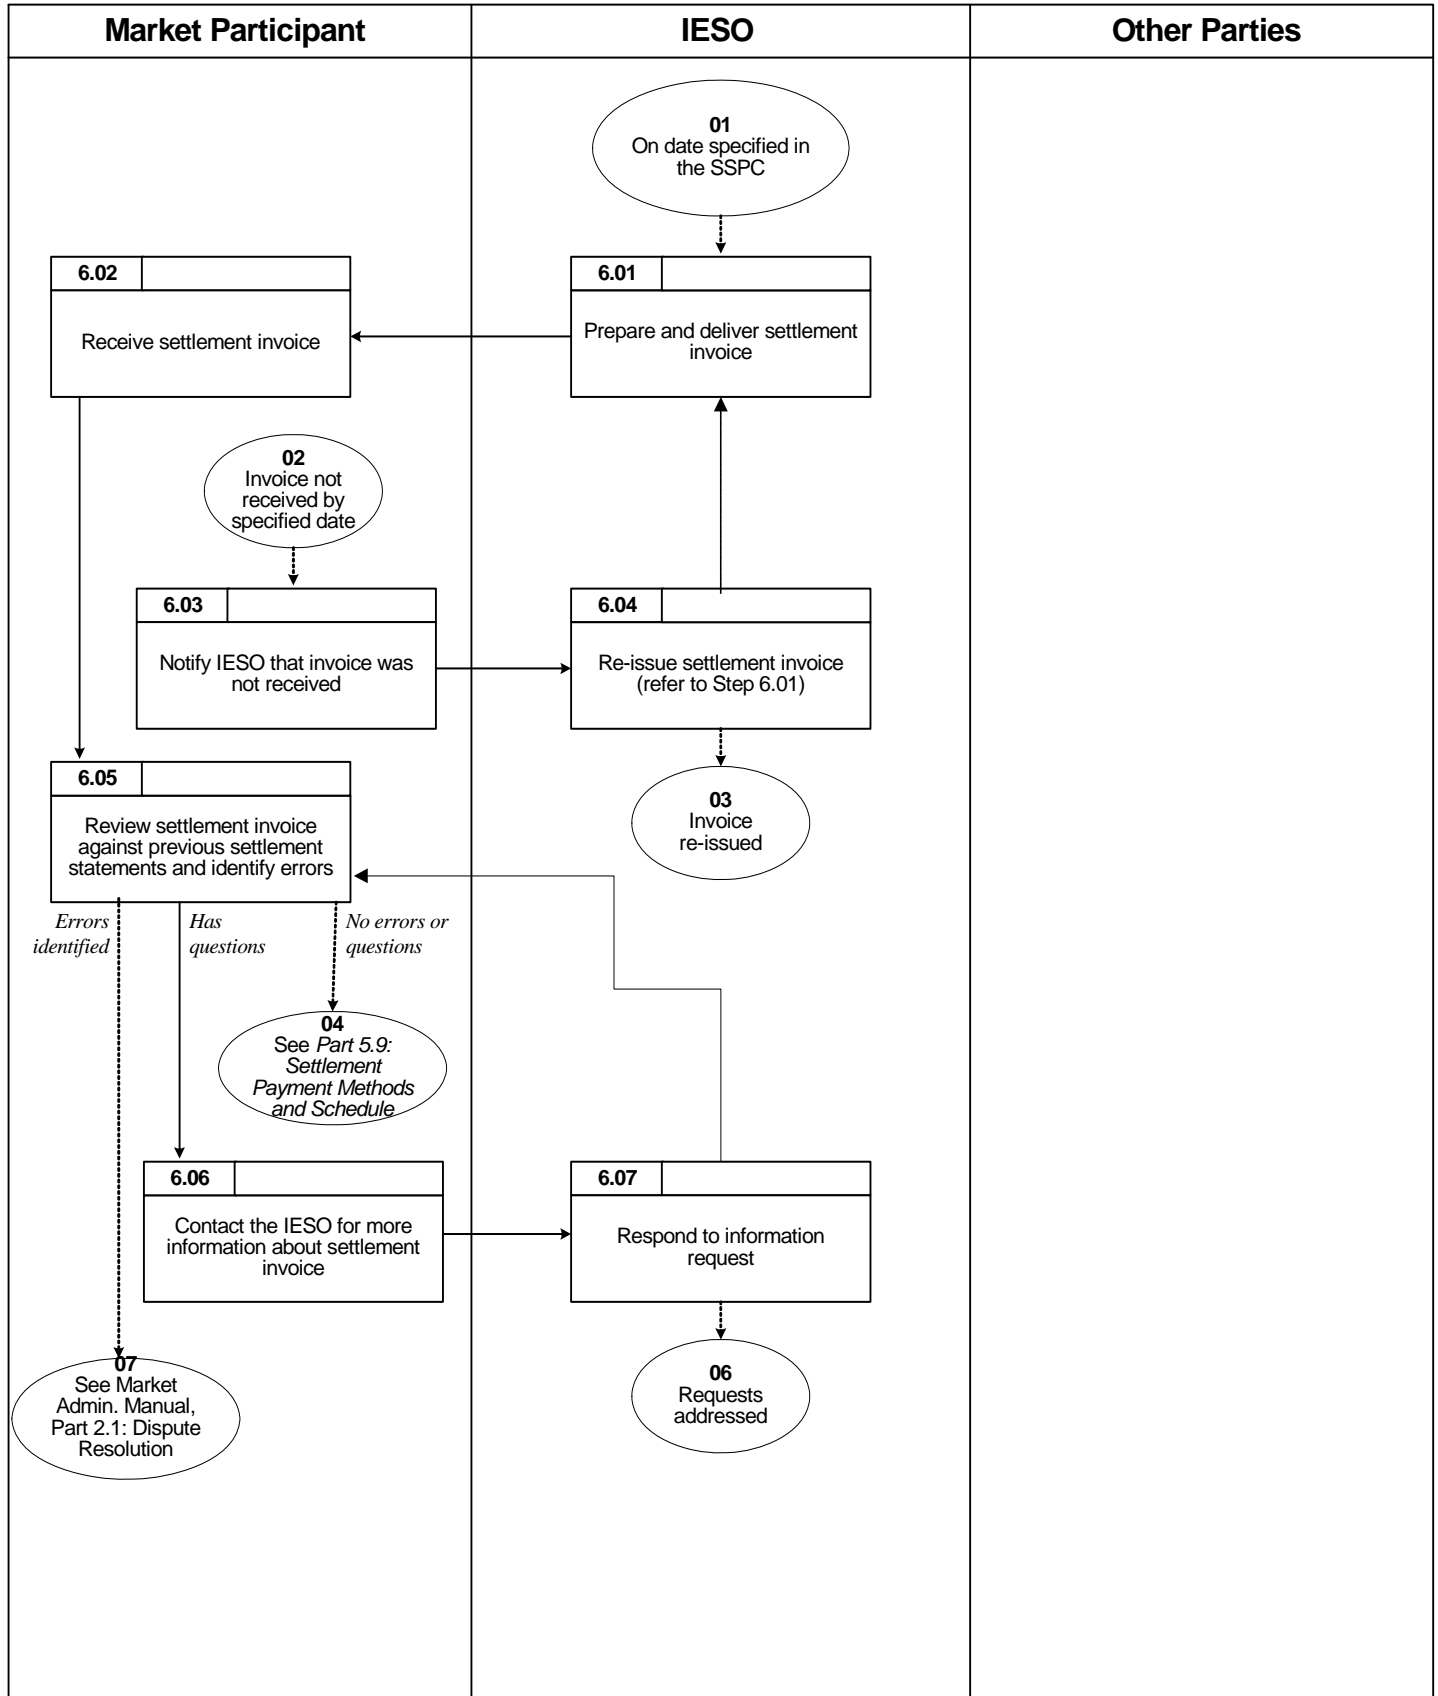 Market Participant
IESO
Other Parties
01
On date specified in
the SSPC
6.02
Receive settlement invoice
6.01
Prepare and deliver settlement
invoice
02
Invoice not
received by
specified date
6.03
Notify IESO that invoice was
not received
6.04
Re-issue settlement invoice
(refer to Step 6.01)
03
Invoice
re-issued
6.05
Review settlement invoice
against previous settlement
statements and identify errors
Errors
identified
Has
questions
No errors or
questions
04
See Part 5.9:
Settlement
Payment Methods
and Schedule
6.06
Contact the IESO for more
information about settlement
invoice
6.07
Respond to information
request
06
Requests
addressed
07
See Market
Admin. Manual,
Part 2.1: Dispute
Resolution